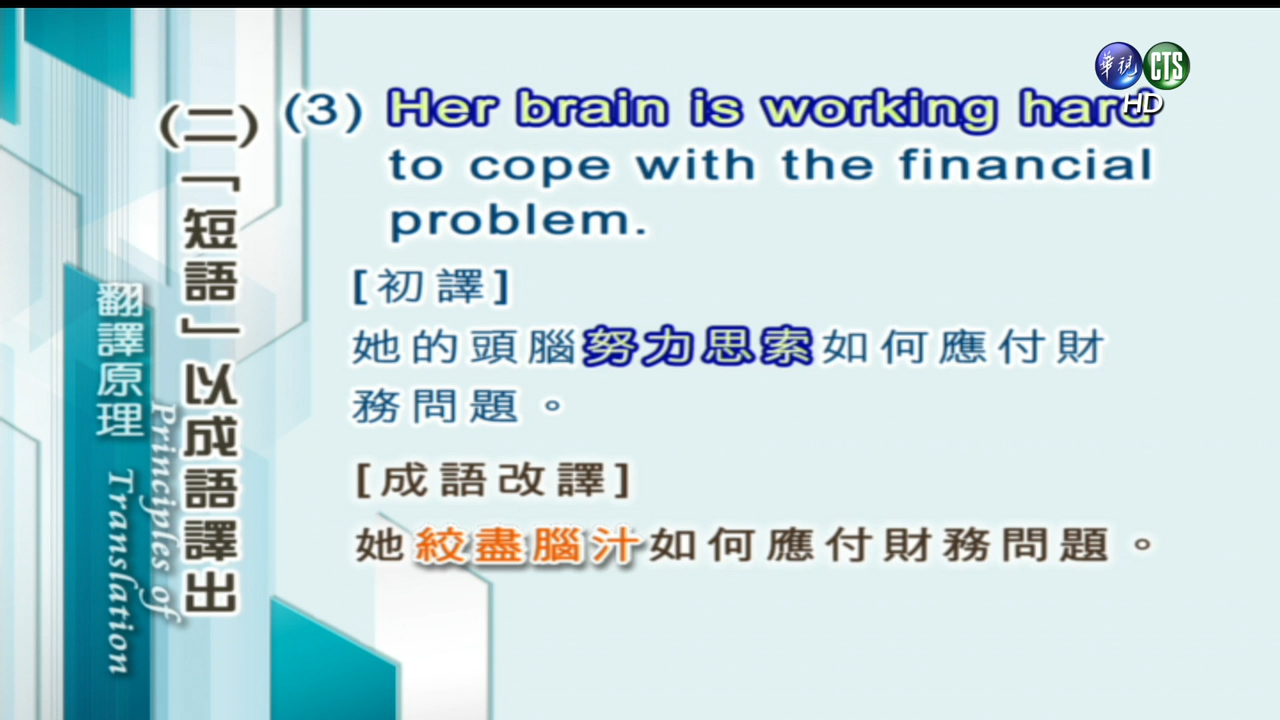 華視 CTS
HD
(二)「短語」以成語譯出
翻譯原理
Principles of
Translation
(3) Her brain is working hard
to cope with the financial
problem.
[初譯]
她的頭腦努力思索如何應付財
務問題。
[成語改譯]
她絞盡腦汁如何應付財務問題。